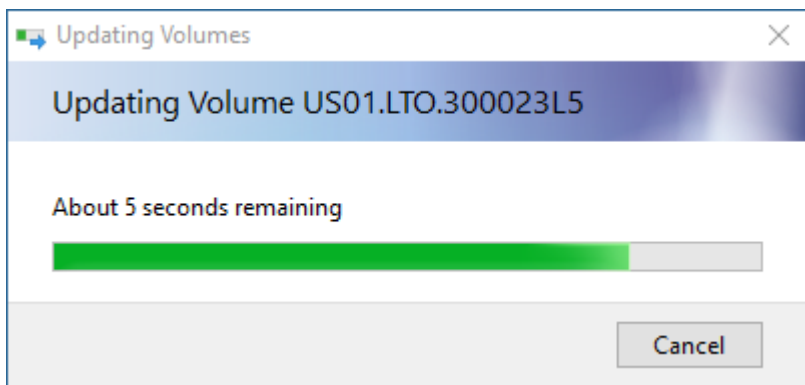 Updating Volumes
Updating Volume US01.LTO.300023L5
About 5 seconds remaining
Cancel